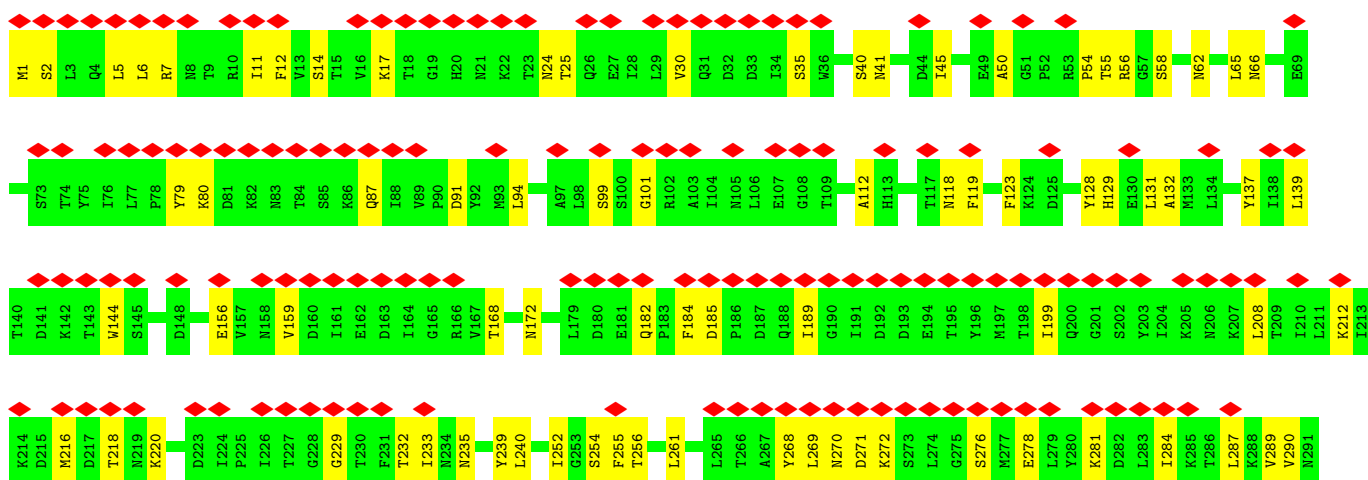 M1 S2 L3 Q4 L5 L6 R7 N8 T9 R10 I11 F12 V13 S14 T15 V16 K17 T18 G19 H20 N21 K22 T23 N24 T25 Q26 E27 I28 L29 V30 Q31 D32 D33 I34 S35 W36 S40 N41 D44 I45 E49 A50 G51 P52 R53 P54 T55 R56 G57 S58 N62 L65 N66 E69
S73 T74 Y75 I76 L77 P78 Y79 K80 D81 K82 N83 T84 S85 K86 Q87 I88 V89 P90 D91 Y92 M93 L94 A97 L98 S99 S100 G101 R102 A103 I104 N105 L106 E107 G108 T109 A112 H113 T117 N118 F119 F123 K124 D125 Y128 H129 E130 L131 A132 M133 L134 Y137 I138 L139
T140 D141 K142 T143 W144 S145 D148 E156 V157 N158 V159 D160 I161 E162 D163 I164 G165 R166 V167 T168 N172 L179 D180 E181 Q182 P183 F184 D185 P186 D187 Q188 I189 G190 I191 D192 D193 E194 T195 Y196 M197 T198 I199 Q200 G201 S202 Y203 I204 K205 N206 K207 L208 T209 I210 L211 K212 I213
K214 D215 M216 D217 T218 N219 K220 D223 I224 P225 I226 T227 G228 G229 T230 F231 T232 I233 N234 N235 Y239 L240 I252 G253 S254 F255 T256 L261 L265 T266 A267 Y268 L269 N270 D271 K272 S273 L274 G275 S276 M277 E278 L279 Y280 K281 D282 L283 I284 K285 T286 L287 K288 V289 V290 N291